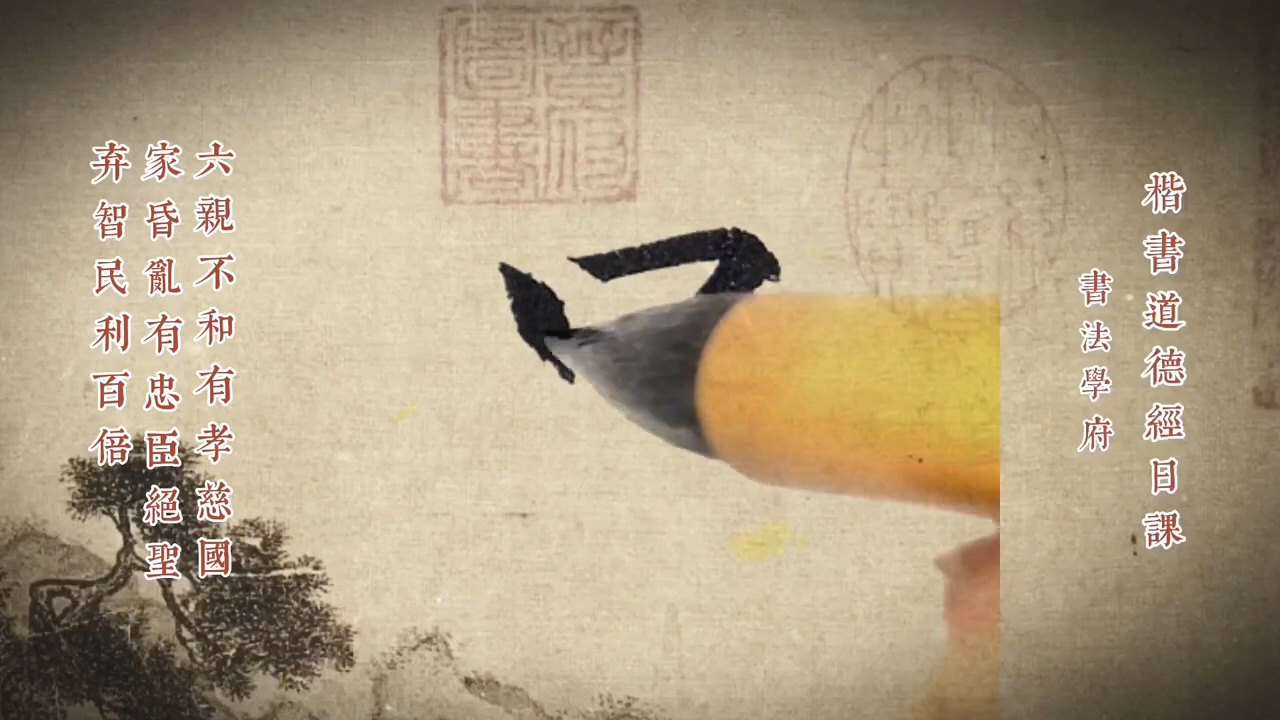 楷書道德經日課
書法學府
六親不和有孝慈國
家昏亂有忠臣絕聖
弃智民利百倍